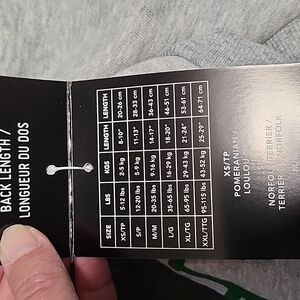 BACK LENGTH /
LONGUEUR DU DOS
SIZE LBS KGS LENGTH LENGTH
XS/TP 5-12 lbs 2-5 kg 8-10" 20-26 cm
S/P 12-20 lbs 5-9 kg 11-13" 28-33 cm
M/M 20-35 lbs 9-16 kg 14-17" 36-43 cm
L/G 35-65 lbs 16-29 kg 18-20" 46-51 cm
XL/TG 65-95 lbs 29-43 kg 21-24" 53-61 cm
XXL/TTG 95-115 lbs 43-52 kg 25-29" 64-71 cm
XS/TP
POMERANIAN /
LOULOU
NORFOLK TERRIER /
TERRIER NORFOLK